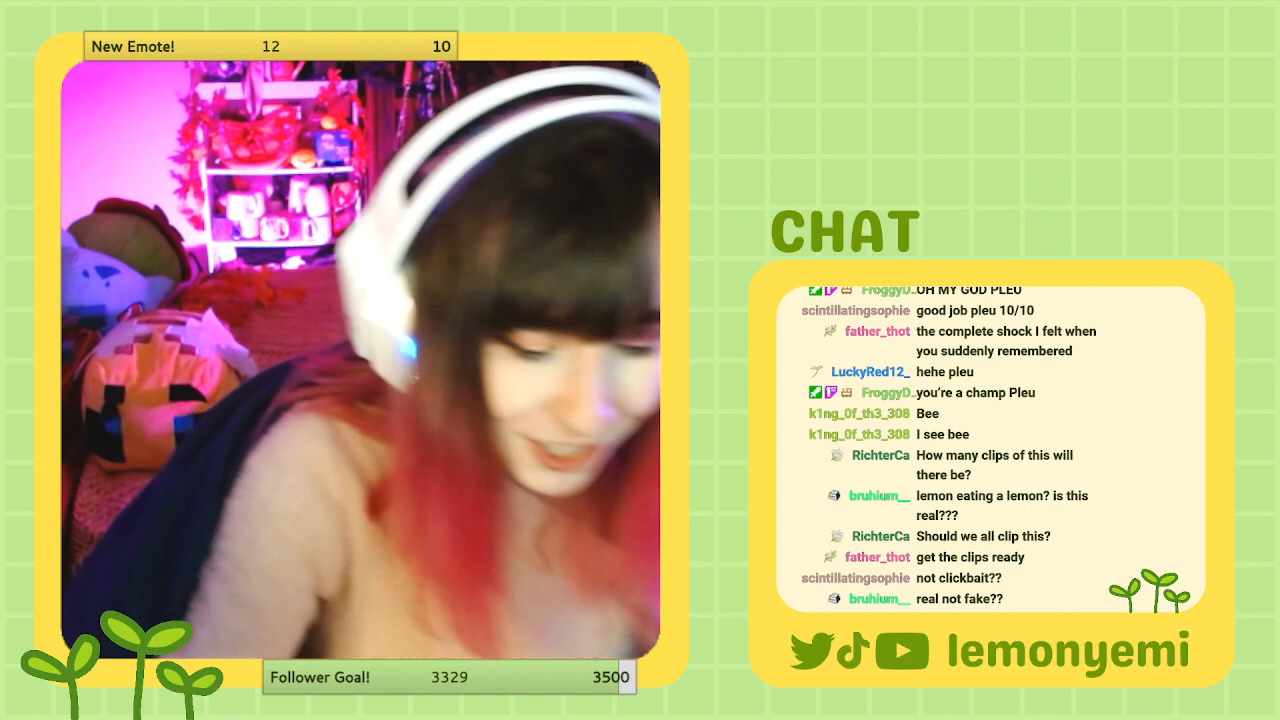 New Emote! 12 10
CHAT
FroggyD..OH MY GOD PLEU
scintillatingsophie good job pleu 10/10
father_thot the complete shock I felt when
you suddenly remembered
LuckyRed12_ hehe pleu
FroggyD..you're a champ Pleu
k1ng_0f_th3_308 Bee
k1ng_0f_th3_308 I see bee
RichterCa How many clips of this will
there be?
bruhium__ lemon eating a lemon? is this
real???
RichterCa Should we all clip this?
father_thot get the clips ready
scintillatingsophie not clickbait??
bruhium__ real not fake??
lemonyemi
Follower Goal! 3329 3500